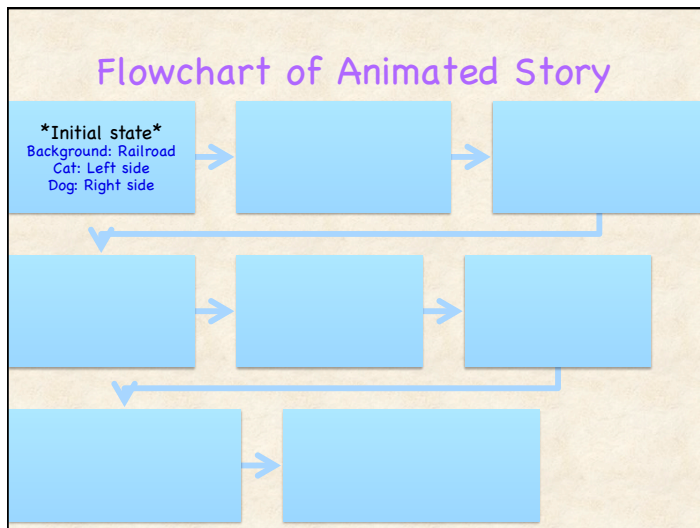 Flowchart of Animated Story
*Initial state*
Background: Railroad
Cat: Left side
Dog: Right side